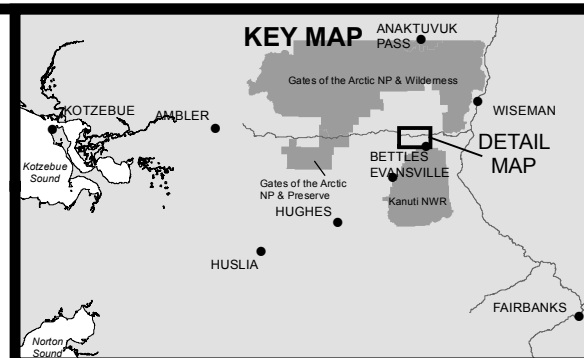 KEY MAP
ANAKTUVUK
PASS
Gates of the Arctic NP & Wilderness
KOTZEBUE
AMBLER
WISEMAN
Kotzebue
Sound
DETAIL
MAP
BETTLES
EVANSVILLE
Gates of the Arctic
NP & Preserve
Kanuti NWR
HUGHES
HUSLIA
FAIRBANKS
Norton
Sound